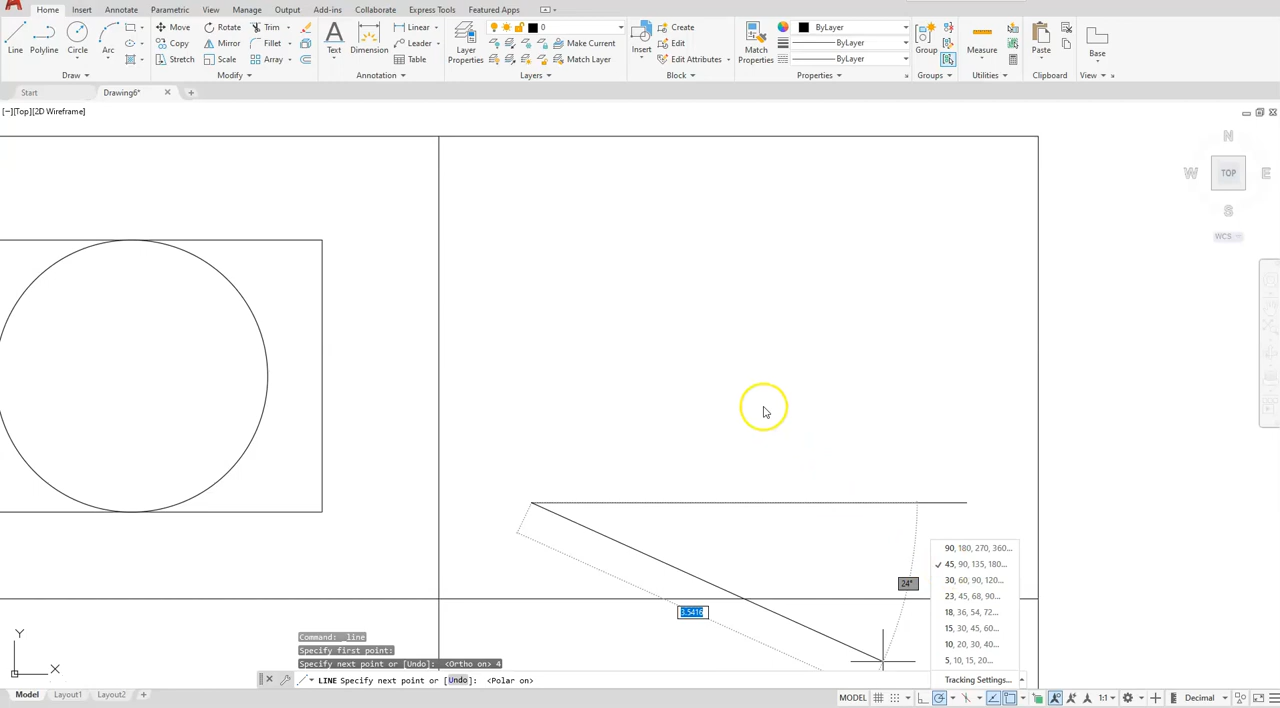 Home Insert Annotate Parametric View Manage Output Add-ins Collaborate Express Tools Featured Apps
Line Polyline Circle Arc
Move Rotate Trim
Copy Mirror Fillet
Stretch Scale Array
Text Dimension
Linear
Leader
Table
Layer Properties
0
Make Current
Match Layer
Insert
Create
Edit
Edit Attributes
Match Properties
ByLayer
ByLayer
ByLayer
Group Measure Paste Base
Draw Modify Annotation Layers Block Properties Groups Utilities Clipboard View
Start Drawing6*
[−][Top][2D Wireframe]
N
W TOP E
S
WCS
24°
3.5416
90, 180, 270, 360...
45, 90, 135, 180...
30, 60, 90, 120...
23, 45, 68, 90...
18, 36, 54, 72...
15, 30, 45, 60...
10, 20, 30, 40...
5, 10, 15, 20...
Tracking Settings...
Y
X
Command: _line
Specify first point:
Specify next point or [Undo]: <Ortho on> 4
LINE Specify next point or [Undo]: <Polar on>
Model Layout1 Layout2
MODEL 1:1 Decimal